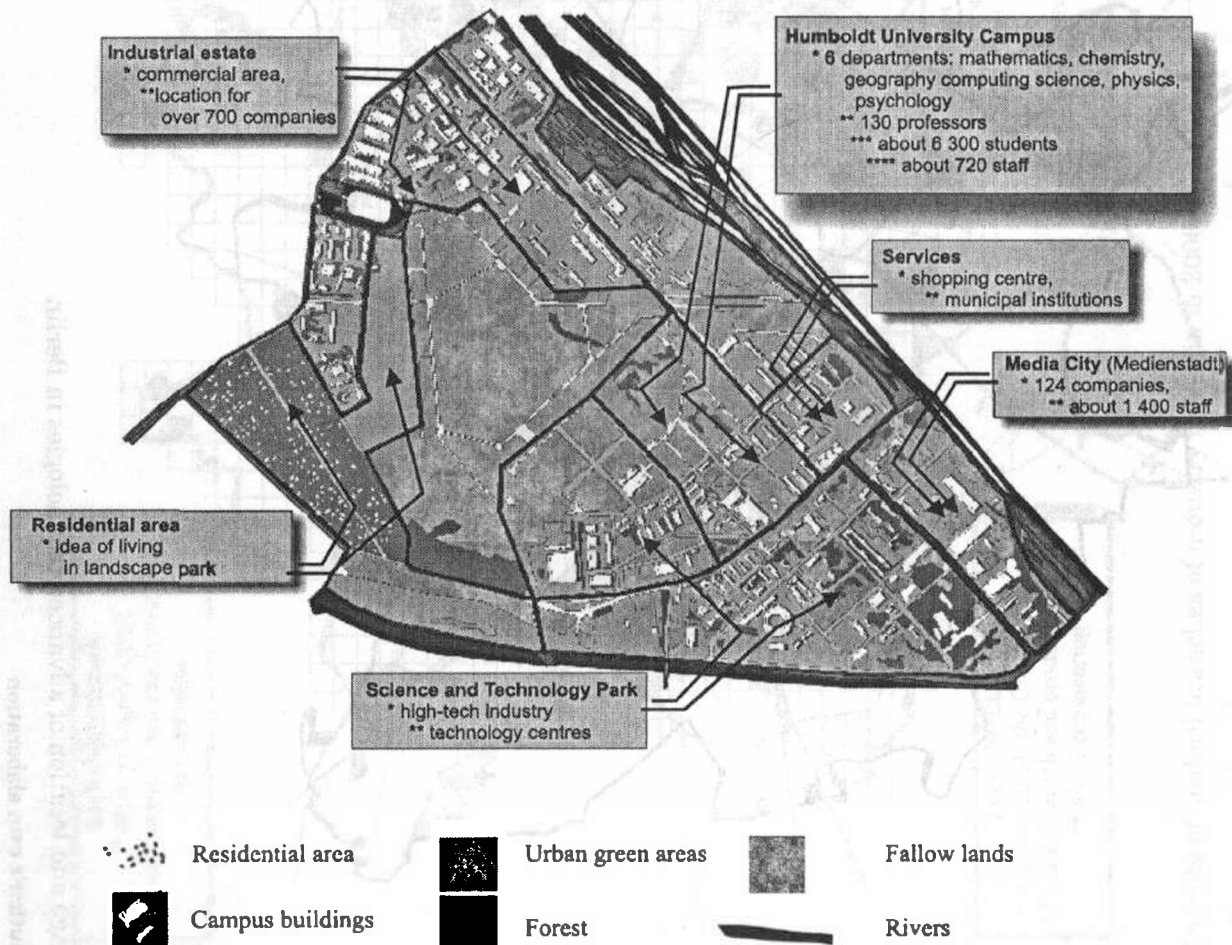 Industrial estate
* commercial area,
**location for
over 700 companies
Humboldt University Campus
* 6 departments: mathematics, chemistry,
geography computing science, physics,
psychology
** 130 professors
*** about 6 300 students
**** about 720 staff
Services
* shopping centre,
** municipal institutions
Media City (Medienstadt)
* 124 companies,
** about 1 400 staff
Residential area
* idea of living
in landscape park
Science and Technology Park
* high-tech industry
** technology centres
Residential area
Urban green areas
Fallow lands
Campus buildings
Forest
Rivers